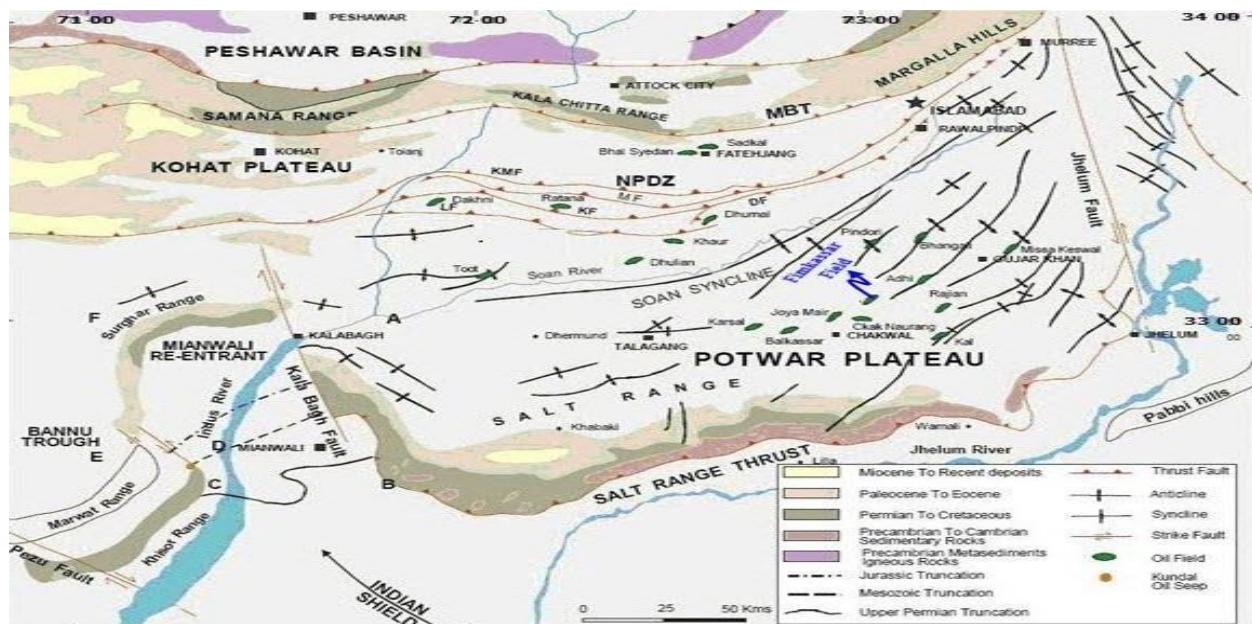 71 00
72 00
73 00
34 00
PESHAWAR
PESHAWAR BASIN
MURREE
MARGALLA HILLS
ATTOCK CITY
SAMANA RANGE
KALA CHITTA RANGE
MBT
ISLAMABAD
RAWALPINDI
KOHAT
Tolanj
Bhal Syedan
Sadkal
FATEHJANG
KOHAT PLATEAU
KMF
NPDZ
MF
Jhelum Fault
Dakhni
LF
Ratana
KF
DF
Dhurnal
Khaur
Pindori
Bhangali
Missa Keswal
GUJAR KHAN
Toot
Soan River
Dhulian
SOAN SYNCLINE
Fimkassar
Field
Adhi
Rajian
F
Surghar Range
A
KALABAGH
MIANWALI
RE-ENTRANT
Dhermund
TALAGANG
Karsal
Joya Mair
Balkassar
CHAKWAL
Ckak Naurang
Kal
33 00
00
JHELUM
POTWAR PLATEAU
SALT RANGE
Indus River
Kala Bagh Fault
BANNU
TROUGH
E
D
MIANWALI
Khabaki
Warnali
Pabbi hills
Jhelum River
Lilla
C
B
SALT RANGE THRUST
Marwat Range
Khisor Range
Pezu Fault
INDIAN
SHIELD
0 25 50 Kms
Miocene To Recent deposits
Paleocene To Eocene
Permian To Cretaceous
Precambrian To Cambrian
Sedimentary Rocks
Precambrian Metasediments
Igneous Rocks
Jurassic Truncation
Mesozoic Truncation
Upper Permian Truncation
Thrust Fault
Anticline
Syncline
Strike Fault
Oil Field
Kundal
Oil Seep